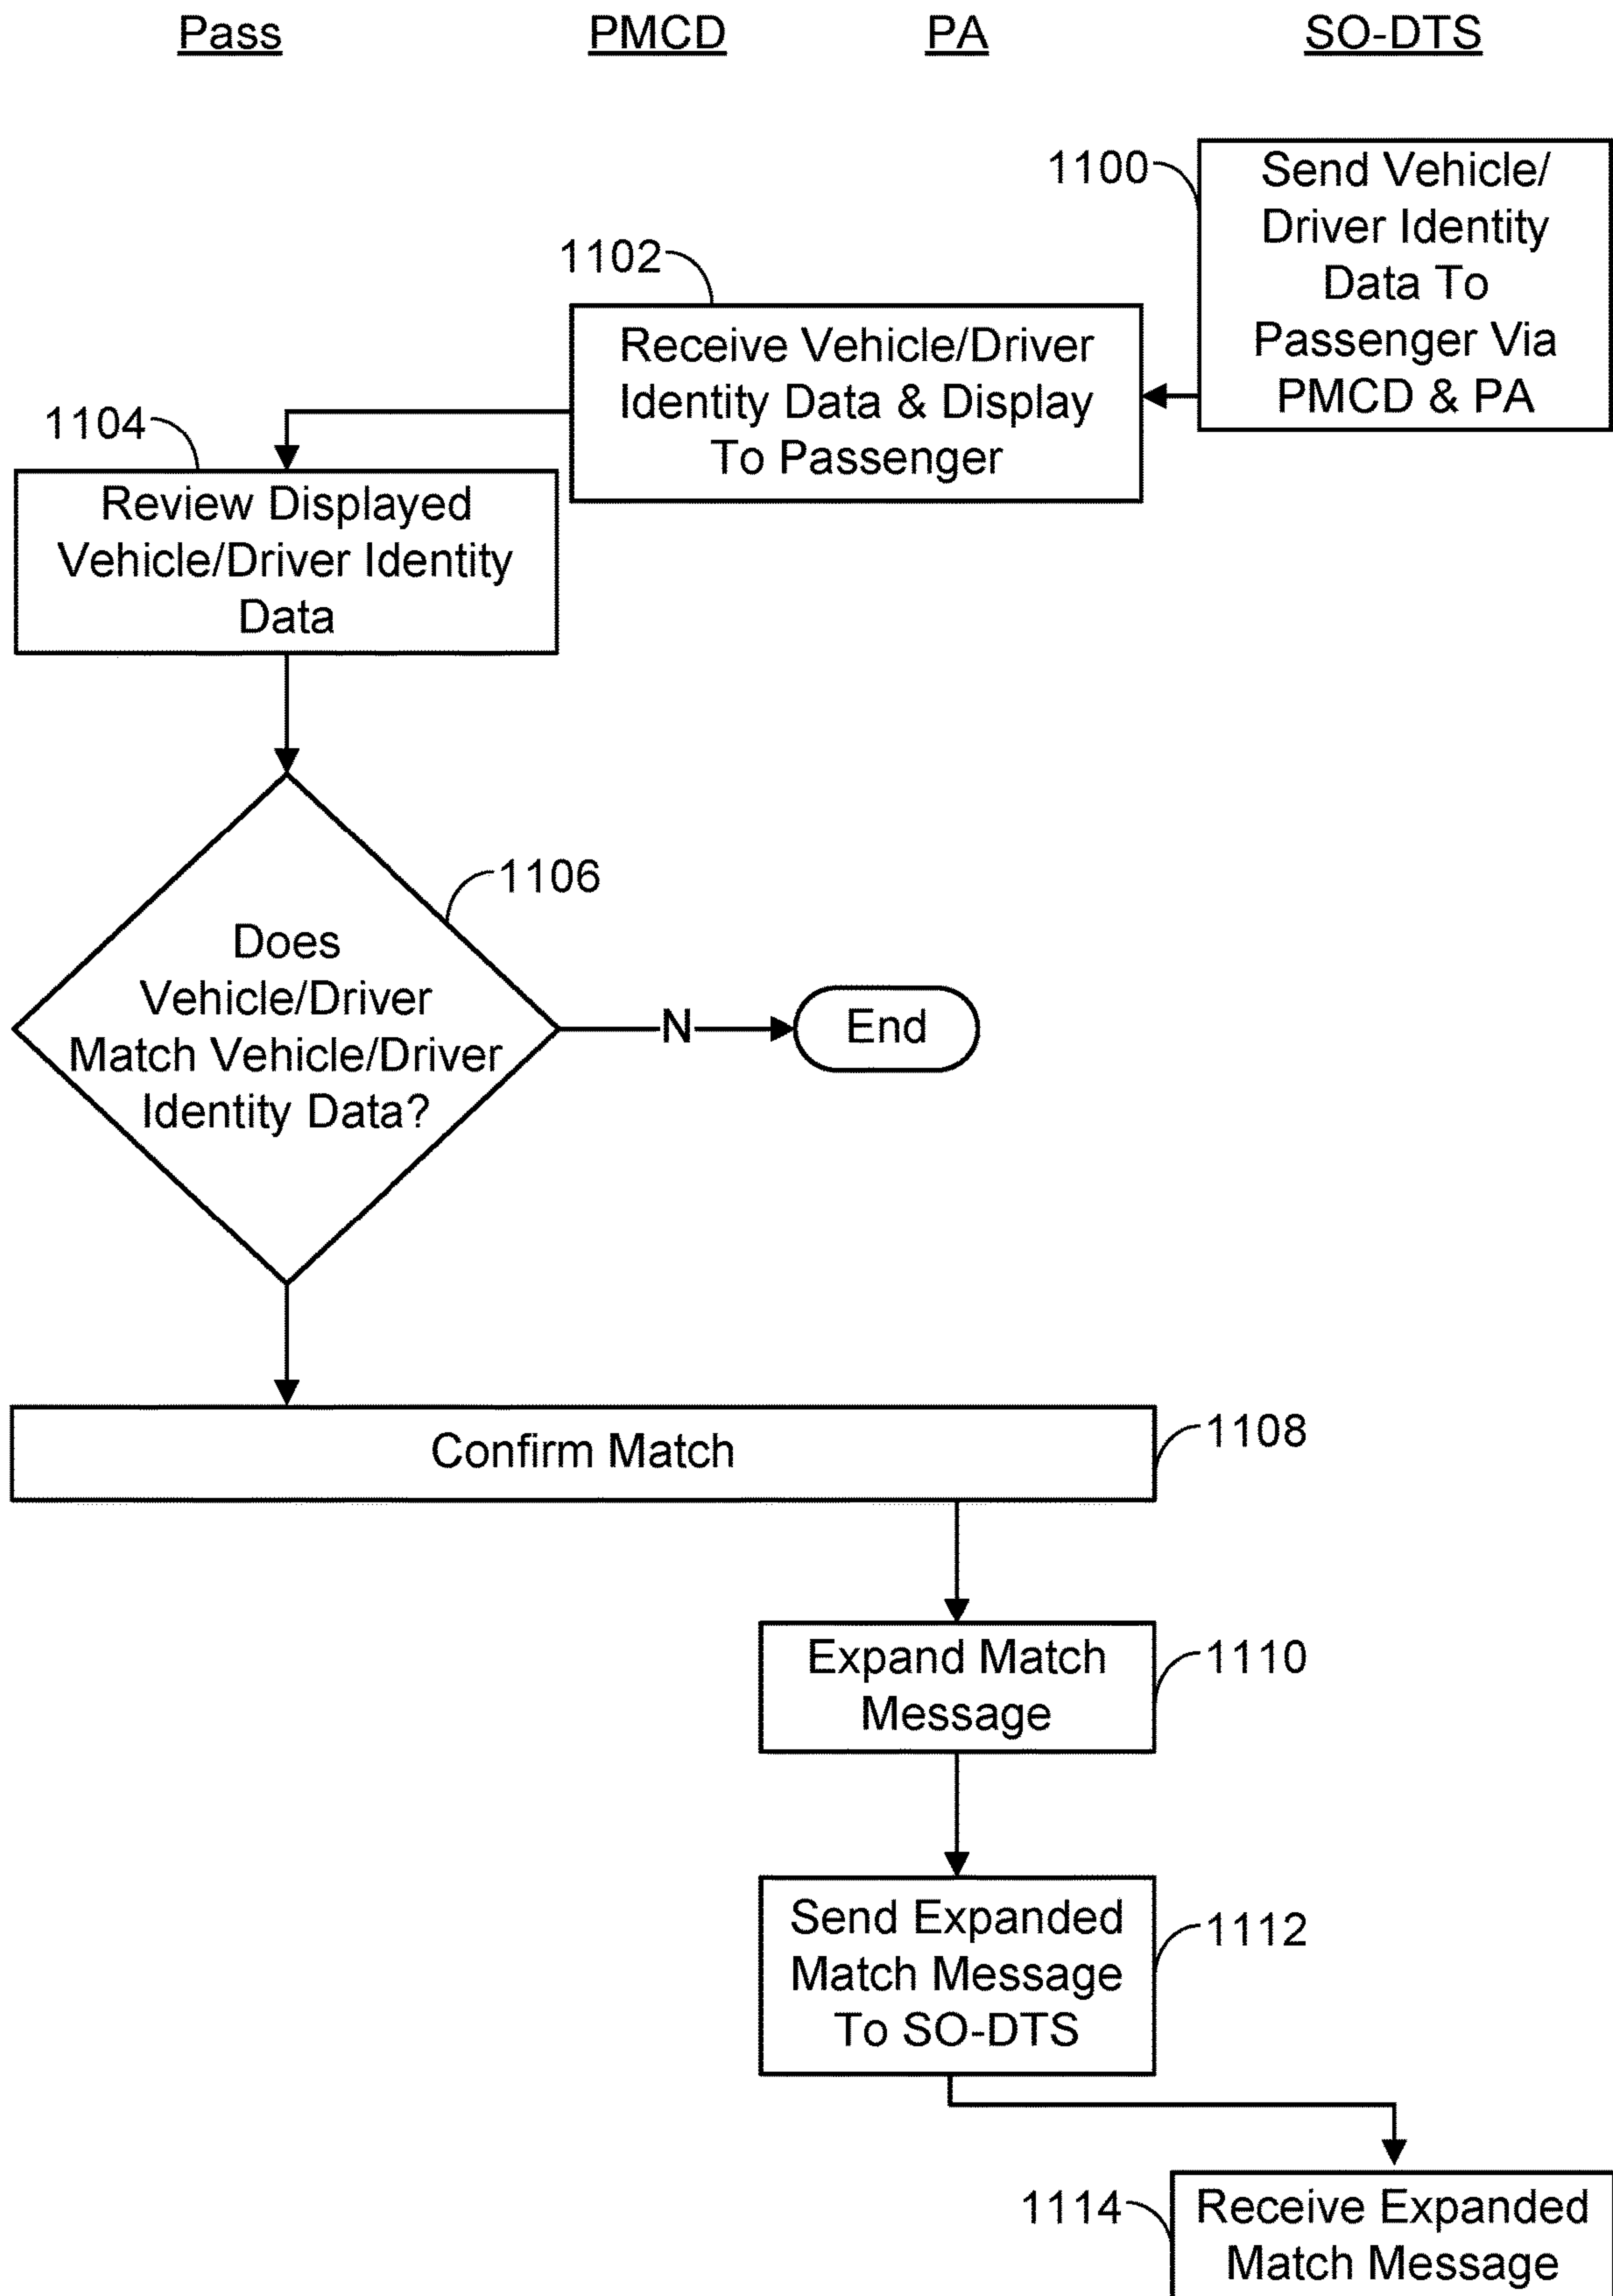 Pass PMCD PA SO-DTS
1100
Send Vehicle/
Driver Identity
Data To
Passenger Via
PMCD & PA
1102
Receive Vehicle/Driver
Identity Data & Display
To Passenger
1104
Review Displayed
Vehicle/Driver Identity
Data
1106
Does
Vehicle/Driver
Match Vehicle/Driver
Identity Data?
N
End
Confirm Match
1108
Expand Match
Message
1110
Send Expanded
Match Message
To SO-DTS
1112
1114
Receive Expanded
Match Message